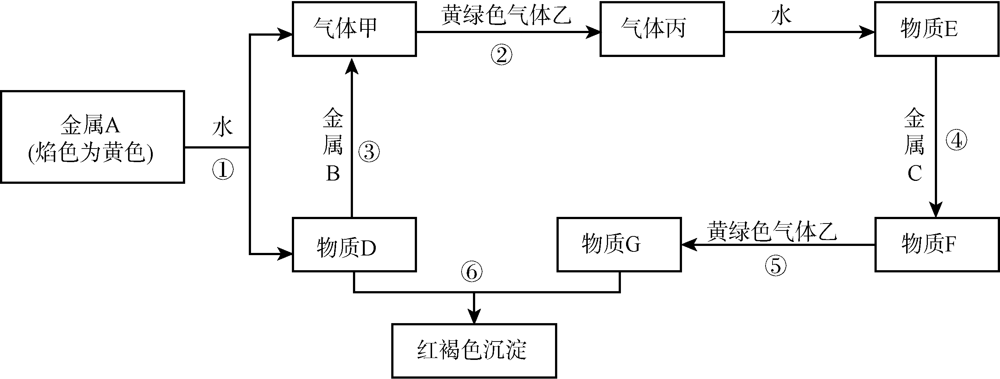 气体甲
黄绿色气体乙
②
气体丙
水
物质E
金属A
(焰色为黄色)
水
①
金属B
③
金属C
④
物质D
⑥
物质G
黄绿色气体乙
⑤
物质F
红褐色沉淀